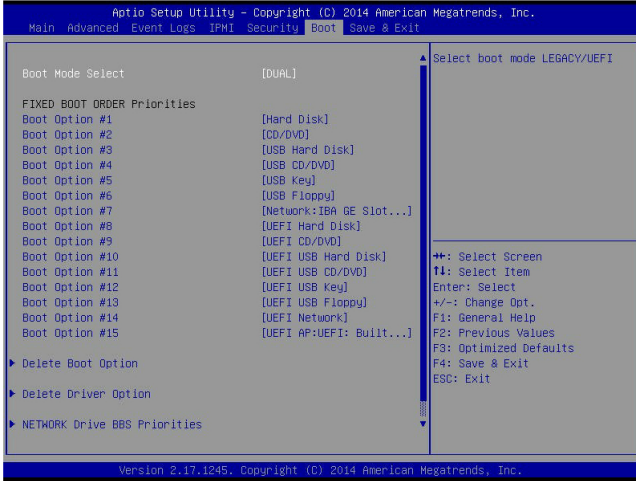 Aptio Setup Utility – Copyright (C) 2014 American Megatrends, Inc.
Main Advanced Event Logs IPMI Security Boot Save & Exit
Boot Mode Select [DUAL]
FIXED BOOT ORDER Priorities
Boot Option #1 [Hard Disk]
Boot Option #2 [CD/DVD]
Boot Option #3 [USB Hard Disk]
Boot Option #4 [USB CD/DVD]
Boot Option #5 [USB Key]
Boot Option #6 [USB Floppy]
Boot Option #7 [Network:IBA GE Slot...]
Boot Option #8 [UEFI Hard Disk]
Boot Option #9 [UEFI CD/DVD]
Boot Option #10 [UEFI USB Hard Disk]
Boot Option #11 [UEFI USB CD/DVD]
Boot Option #12 [UEFI USB Key]
Boot Option #13 [UEFI USB Floppy]
Boot Option #14 [UEFI Network]
Boot Option #15 [UEFI AP:UEFI: Built...]
Delete Boot Option
Delete Driver Option
NETWORK Drive BBS Priorities
Select boot mode LEGACY/UEFI
→←: Select Screen
↑↓: Select Item
Enter: Select
+/-: Change Opt.
F1: General Help
F2: Previous Values
F3: Optimized Defaults
F4: Save & Exit
ESC: Exit
Version 2.17.1245. Copyright (C) 2014 American Megatrends, Inc.